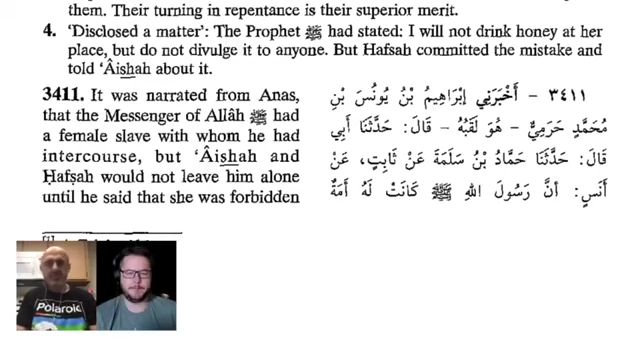 them. Their turning in repentance is their superior merit.
4. 'Disclosed a matter': The Prophet ﷺ had stated: I will not drink honey at her
place, but do not divulge it to anyone. But Hafsah committed the mistake and
told 'Âishah about it.
3411. It was narrated from Anas,
that the Messenger of Allâh ﷺ had
a female slave with whom he had
intercourse, but 'Âishah and
Ḥafṣah would not leave him alone
until he said that she was forbidden
٣٤١١ - أَخْبَرَنِي إِبْرَاهِيمُ بْنُ يُونُسَ بْنِ
مُحَمَّدٍ حَرَمِيٌّ - هُوَ لَقَبُهُ - قَالَ: حَدَّثَنَا أَبِي
قَالَ: حَدَّثَنَا حَمَّادُ بْنُ سَلَمَةَ عَنْ ثَابِتٍ، عَنْ
أَنَسٍ: أَنَّ رَسُولَ اللهِ ﷺ كَانَتْ لَهُ أَمَةٌ
Polaroid